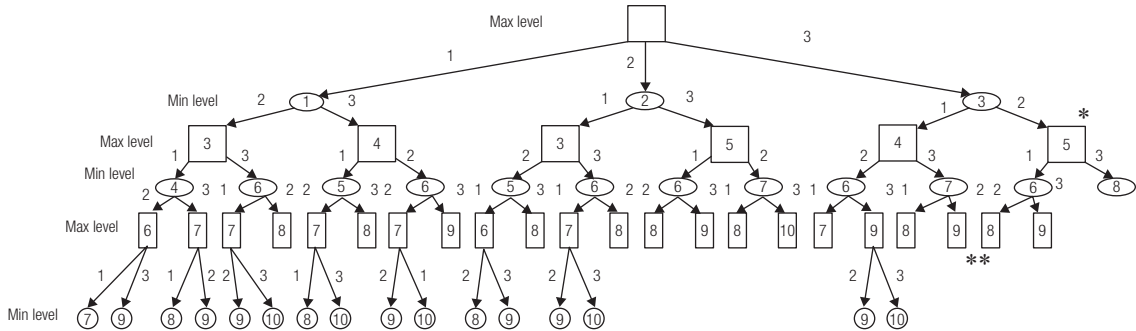 Max level
3
1
2
Min level 2 1 3 1 2 3 1 3 2 *
Max level 3 4 3 5 4 5
1 3 1 2 2 3 1 2 2 3 1 3
Min level 4 6 5 6 5 6 6 7 6 7 6 8
2 3 1 2 2 3 2 3 1 3 1 2 2 3 1 3 1 3 1 2 2 3
Max level 6 7 7 8 7 8 7 9 6 8 7 8 8 9 8 10 7 9 8 9 8 9
**
1 3 1 2 2 3 1 3 2 1 2 3 2 3 2 3
Min level 7 9 8 9 9 10 8 10 9 10 8 9 9 10 9 10